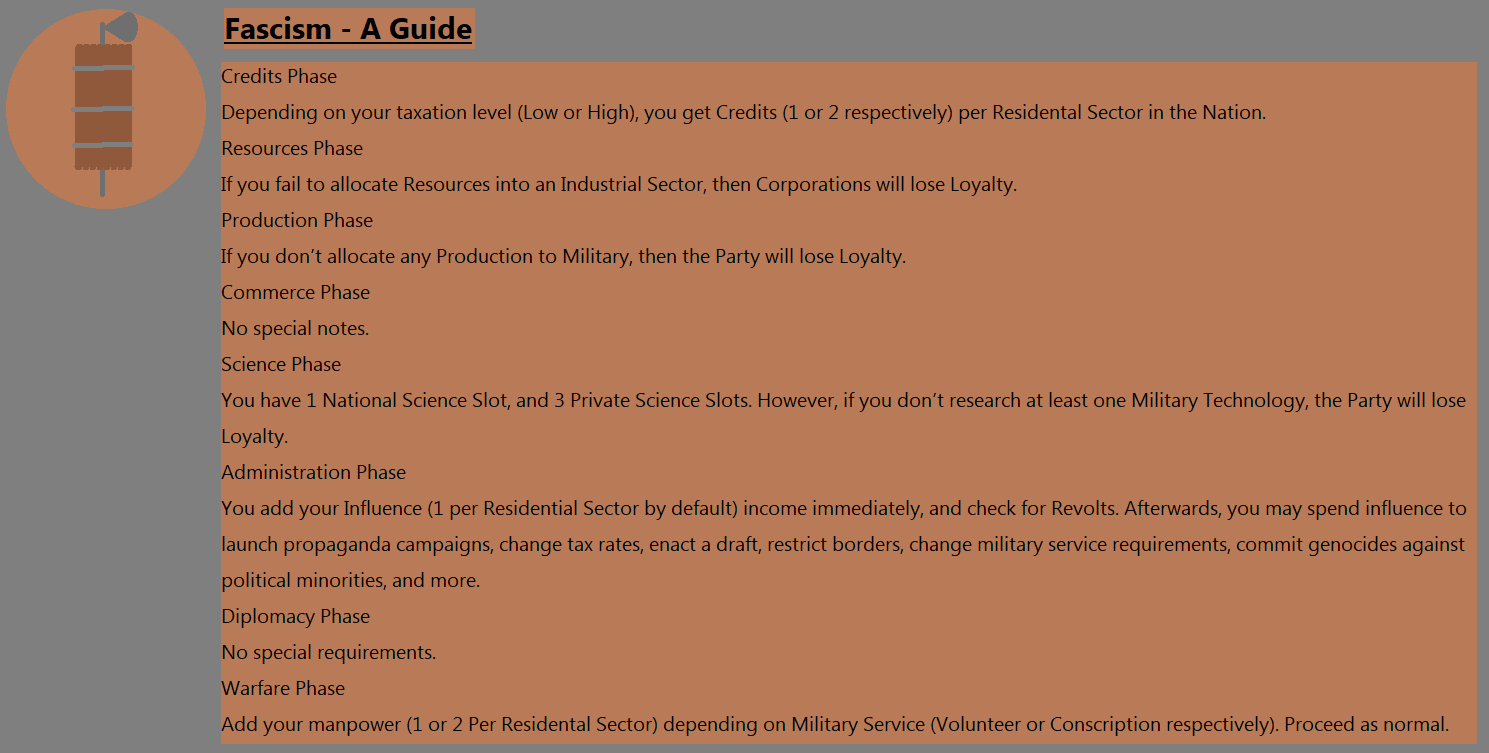 Fascism - A Guide
Credits Phase
Depending on your taxation level (Low or High), you get Credits (1 or 2 respectively) per Residental Sector in the Nation.
Resources Phase
If you fail to allocate Resources into an Industrial Sector, then Corporations will lose Loyalty.
Production Phase
If you don’t allocate any Production to Military, then the Party will lose Loyalty.
Commerce Phase
No special notes.
Science Phase
You have 1 National Science Slot, and 3 Private Science Slots. However, if you don’t research at least one Military Technology, the Party will lose
Loyalty.
Administration Phase
You add your Influence (1 per Residential Sector by default) income immediately, and check for Revolts. Afterwards, you may spend influence to
launch propaganda campaigns, change tax rates, enact a draft, restrict borders, change military service requirements, commit genocides against
political minorities, and more.
Diplomacy Phase
No special requirements.
Warfare Phase
Add your manpower (1 or 2 Per Residental Sector) depending on Military Service (Volunteer or Conscription respectively). Proceed as normal.